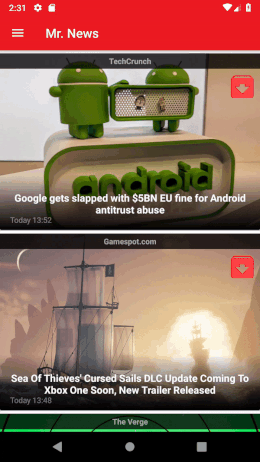 2:31
Mr. News
TechCrunch
android
Google gets slapped with $5BN EU fine for Android
antitrust abuse
Today 13:52
Gamespot.com
Sea Of Thieves' Cursed Sails DLC Update Coming To
Xbox One Soon, New Trailer Released
Today 13:48
The Verge